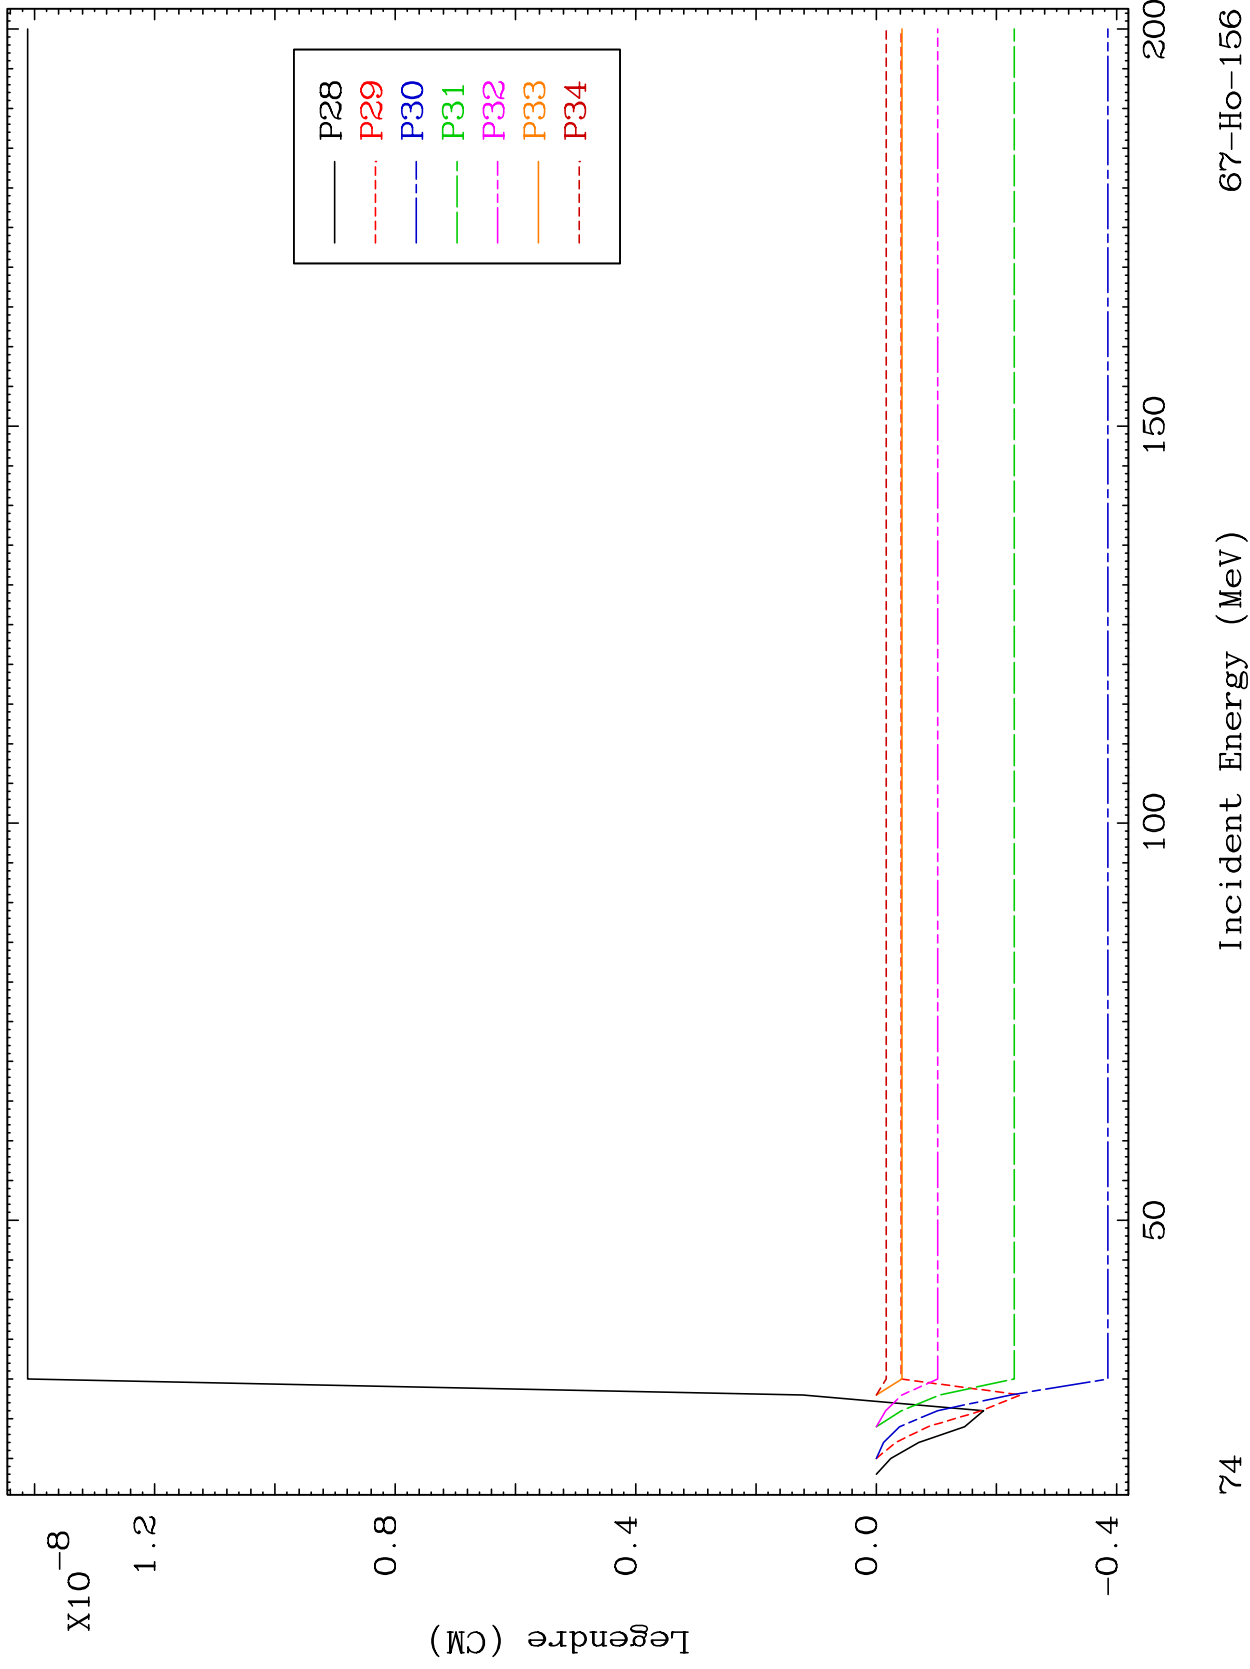 X10⁻⁸
1.2
0.8
0.4
0.0
-0.4
Legendre (CM)
P28
P29
P30
P31
P32
P33
P34
50
100
150
200
Incident Energy (MeV)
74
67-Ho-156